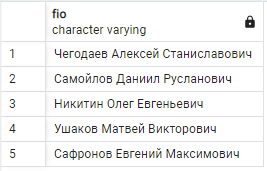 fio
character varying
1 Чегодаев Алексей Станиславович
2 Самойлов Даниил Русланович
3 Никитин Олег Евгеньевич
4 Ушаков Матвей Викторович
5 Сафронов Евгений Максимович